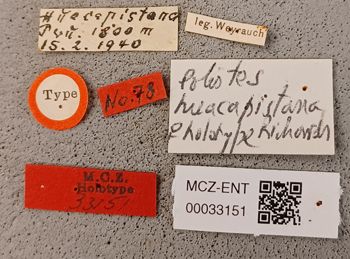 Huacapistana
Peru. 1800 m
15.2.1940
leg. Weyrauch
Type
No. 78
Polistes
huacapistana
♀ holotype Richards
M.C.Z.
Holotype
33151
MCZ-ENT
00033151